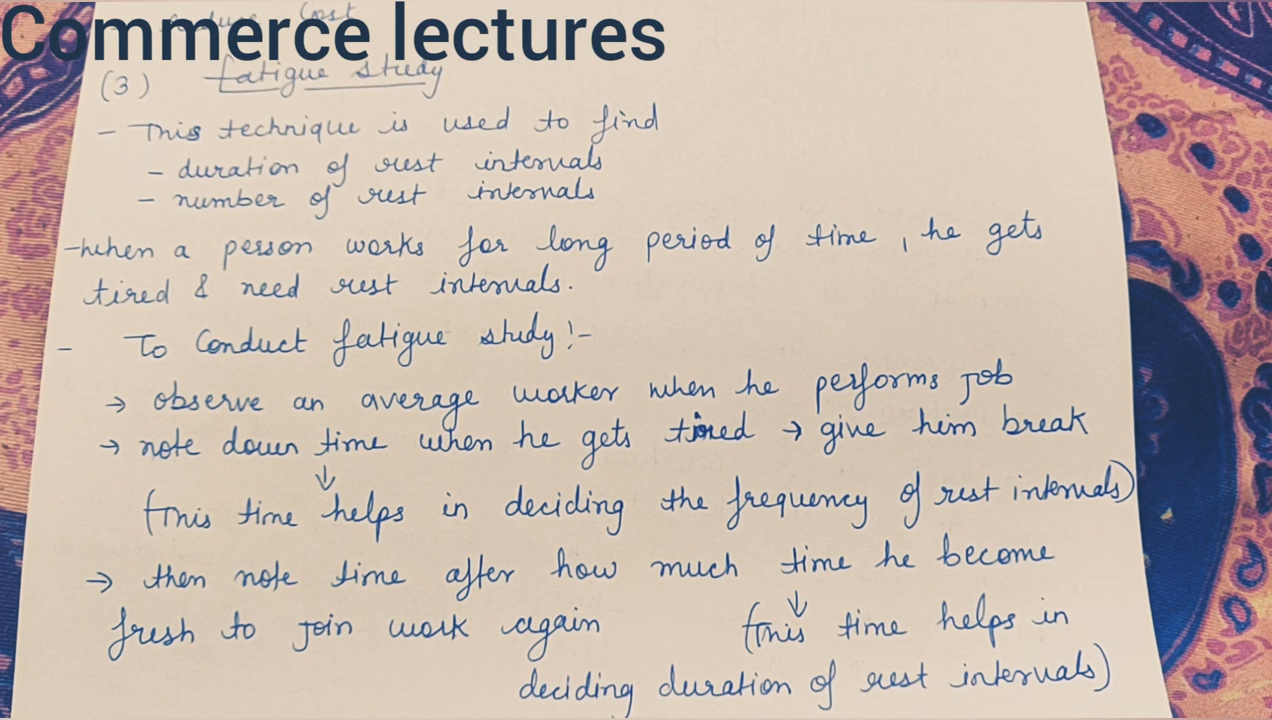 Cost
Commerce lectures
(3) fatigue study
- This technique is used to find
- duration of rest intervals
- number of rest intervals
- when a person works for long period of time, he gets
tired & need rest intervals.
- To Conduct fatigue study :-
→ observe an average worker when he performs job
→ note down time when he gets tired → give him break
↓
(This time helps in deciding the frequency of rest intervals)
→ then note time after how much time he become
↓
fresh to join work again (This time helps in
deciding duration of rest intervals)